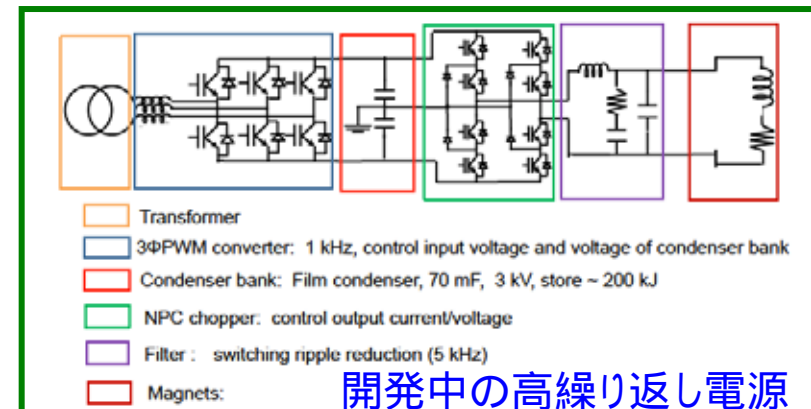 Transformer
3ΦPWM converter: 1 kHz, control input voltage and voltage of condenser bank
Condenser bank: Film condenser, 70 mF, 3 kV, store ~ 200 kJ
NPC chopper: control output current/voltage
Filter : switching ripple reduction (5 kHz)
Magnets: 開発中の高繰り返し電源